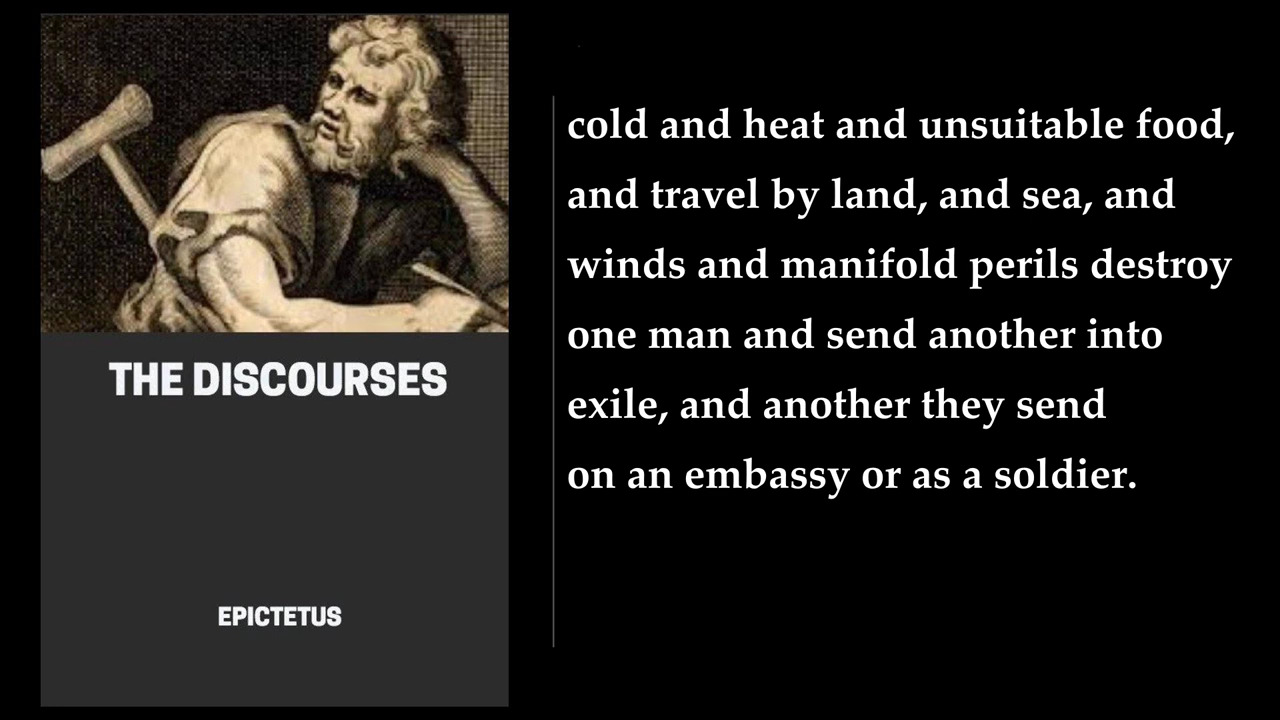 THE DISCOURSES
EPICTETUS
cold and heat and unsuitable food,
and travel by land, and sea, and
winds and manifold perils destroy
one man and send another into
exile, and another they send
on an embassy or as a soldier.